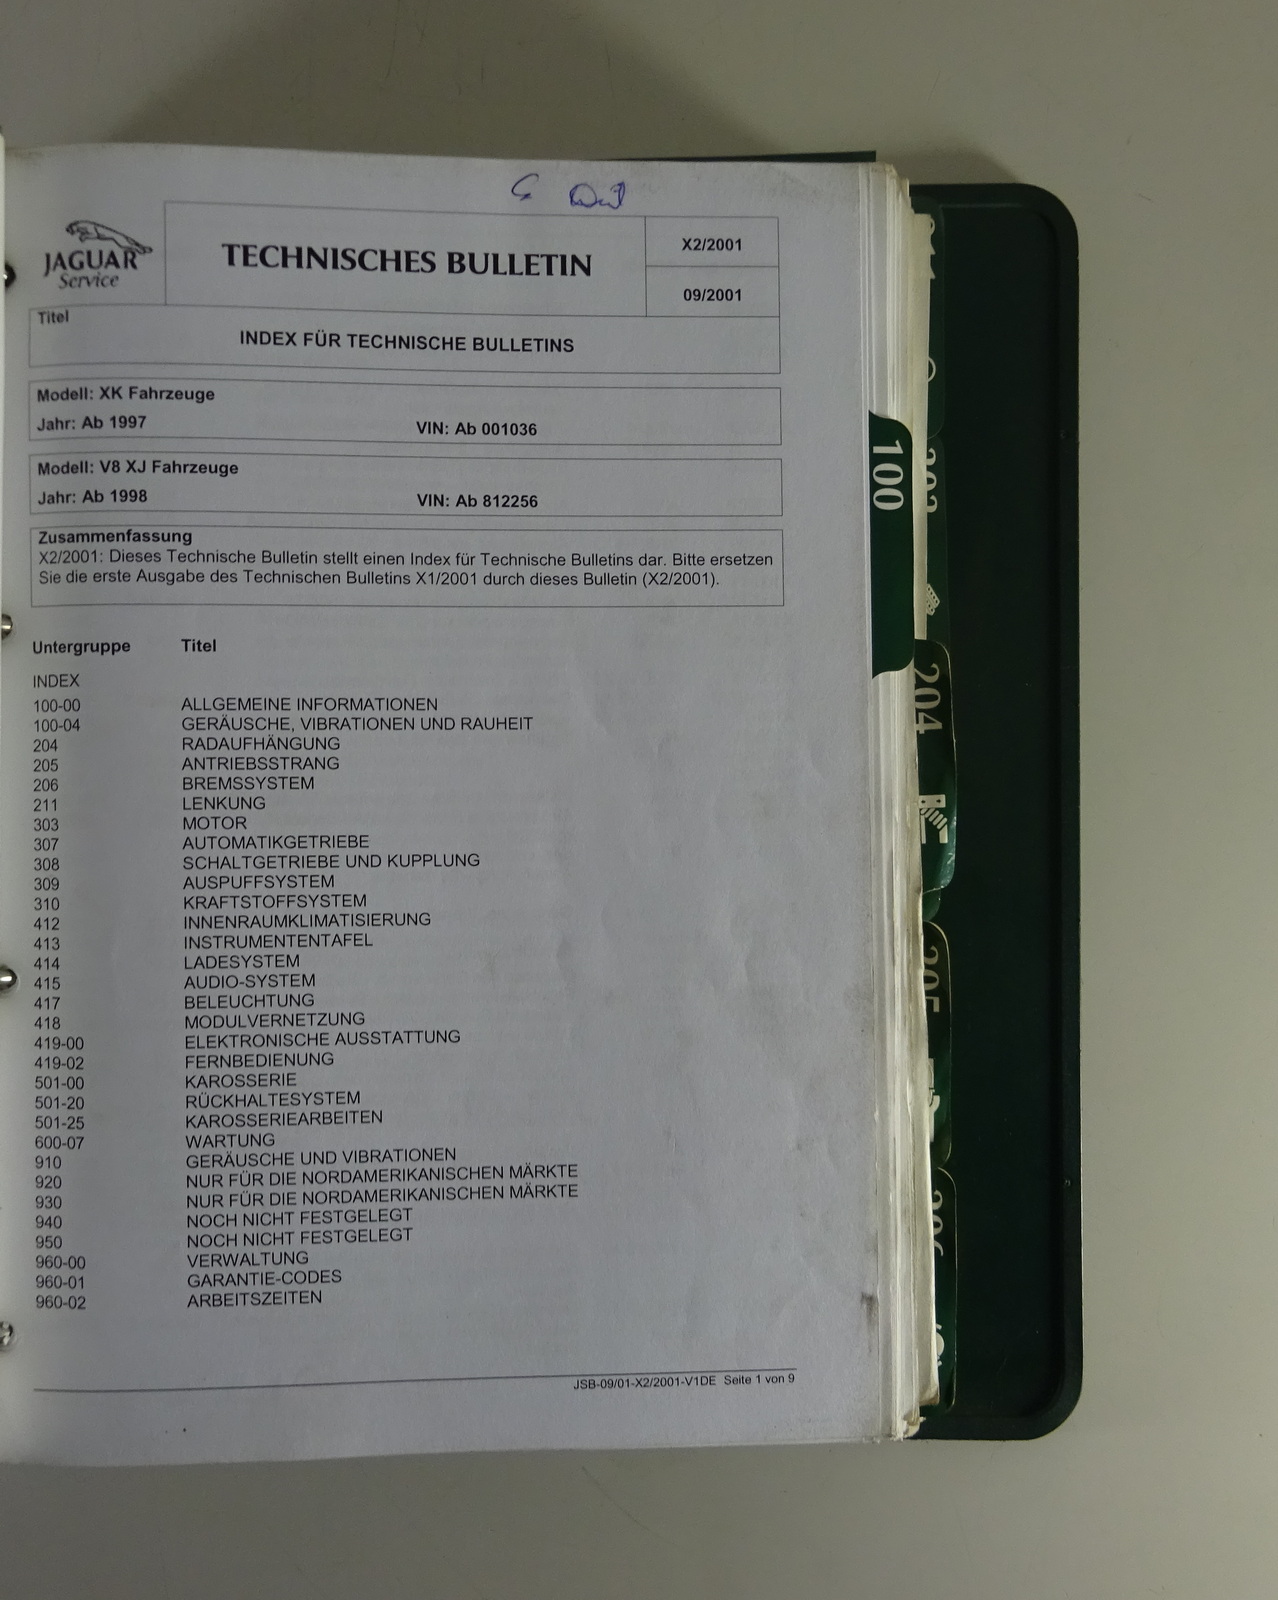 JAGUAR
Service
TECHNISCHES BULLETIN
X2/2001
09/2001
Titel
INDEX FÜR TECHNISCHE BULLETINS
Modell: XK Fahrzeuge
Jahr: Ab 1997 VIN: Ab 001036
Modell: V8 XJ Fahrzeuge
Jahr: Ab 1998 VIN: Ab 812256
Zusammenfassung
X2/2001: Dieses Technische Bulletin stellt einen Index für Technische Bulletins dar. Bitte ersetzen
Sie die erste Ausgabe des Technischen Bulletins X1/2001 durch dieses Bulletin (X2/2001).
Untergruppe Titel
INDEX
100-00 ALLGEMEINE INFORMATIONEN
100-04 GERÄUSCHE, VIBRATIONEN UND RAUHEIT
204 RADAUFHÄNGUNG
205 ANTRIEBSSTRANG
206 BREMSSYSTEM
211 LENKUNG
303 MOTOR
307 AUTOMATIKGETRIEBE
308 SCHALTGETRIEBE UND KUPPLUNG
309 AUSPUFFSYSTEM
310 KRAFTSTOFFSYSTEM
412 INNENRAUMKLIMATISIERUNG
413 INSTRUMENTENTAFEL
414 LADESYSTEM
415 AUDIO-SYSTEM
417 BELEUCHTUNG
418 MODULVERNETZUNG
419-00 ELEKTRONISCHE AUSSTATTUNG
419-02 FERNBEDIENUNG
501-00 KAROSSERIE
501-20 RÜCKHALTESYSTEM
501-25 KAROSSERIEARBEITEN
600-07 WARTUNG
910 GERÄUSCHE UND VIBRATIONEN
920 NUR FÜR DIE NORDAMERIKANISCHEN MÄRKTE
930 NUR FÜR DIE NORDAMERIKANISCHEN MÄRKTE
940 NOCH NICHT FESTGELEGT
950 NOCH NICHT FESTGELEGT
960-00 VERWALTUNG
960-01 GARANTIE-CODES
960-02 ARBEITSZEITEN
JSB-09/01-X2/2001-V1DE Seite 1 von 9
100
204
205